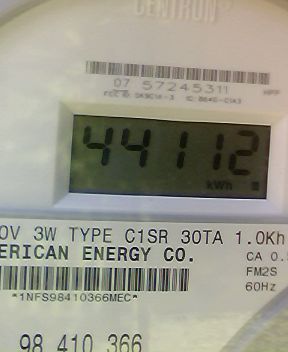 CENTRON
07 57245311
44112
kWh
0V 3W TYPE C1SR 30TA 1.0Kh
ERICAN ENERGY CO.
CA 0.
FM2S
*1NFS98410366MEC*
60Hz
98 410 366